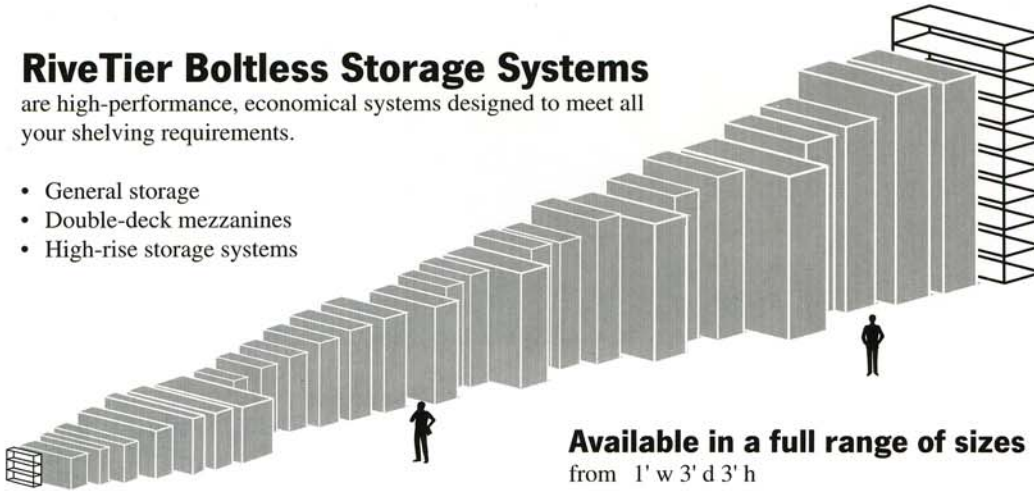 RiveTier Boltless Storage Systems
are high-performance, economical systems designed to meet all
your shelving requirements.
• General storage
• Double-deck mezzanines
• High-rise storage systems
Available in a full range of sizes
from 1' w 3' d 3' h